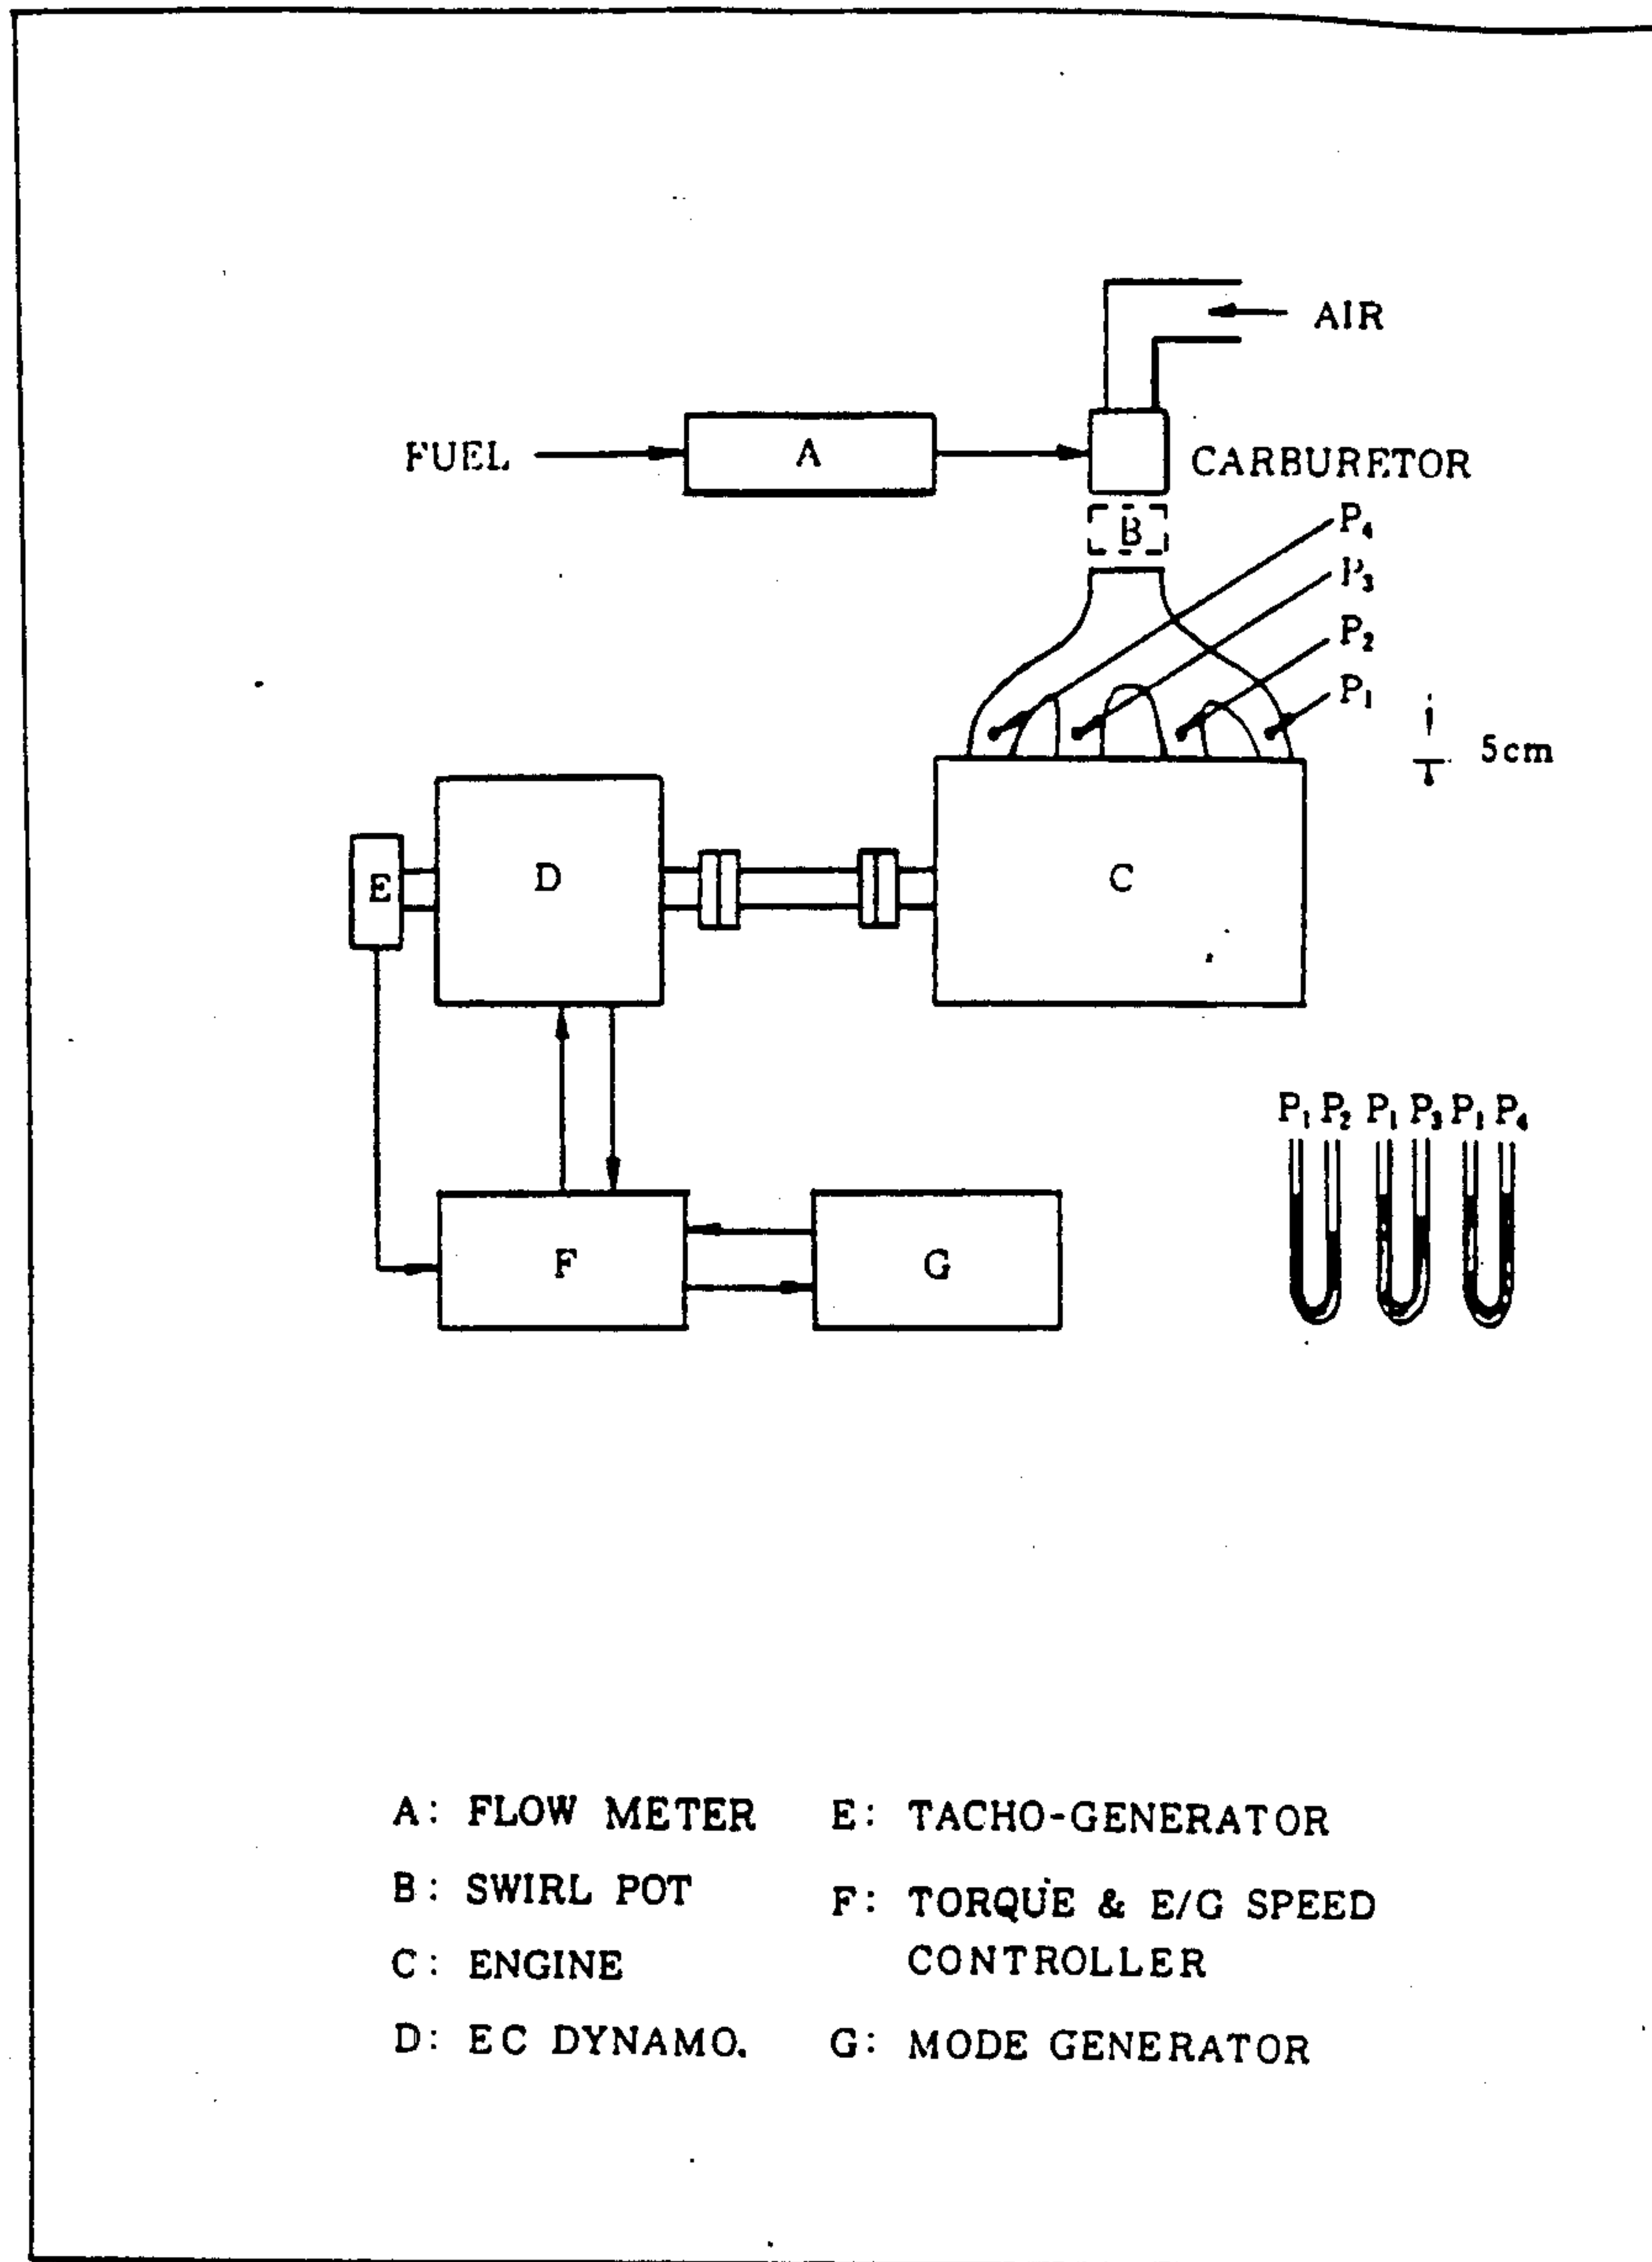 AIR
FUEL
A
CARBURETOR
B
P₄
P₃
P₂
P₁
5cm
E
D
C
P₁ P₂ P₁ P₃ P₁ P₄
F
G
A: FLOW METER
B: SWIRL POT
C: ENGINE
D: EC DYNAMO.
E: TACHO-GENERATOR
F: TORQUE & E/G SPEED
CONTROLLER
G: MODE GENERATOR